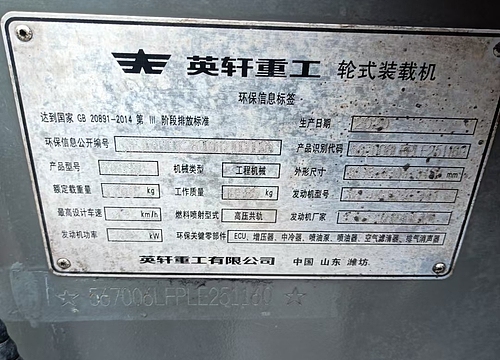 英轩重工 轮式装载机
环保信息标签
达到国家 GB 20891-2014 第 III 阶段排放标准 生产日期
环保信息公开编号 产品识别代码
产品型号 机械类型 工程机械 外形尺寸 mm
额定载重量 kg 工作质量 kg 发动机型号
最高设计车速 km/h 燃料喷射型式 高压共轨 发动机厂家
发动机功率 kW 环保关键零部件 ECU、增压器、中冷器、喷油泵、喷油器、空气滤清器、排气消声器
英轩重工有限公司 中国 山东 潍坊